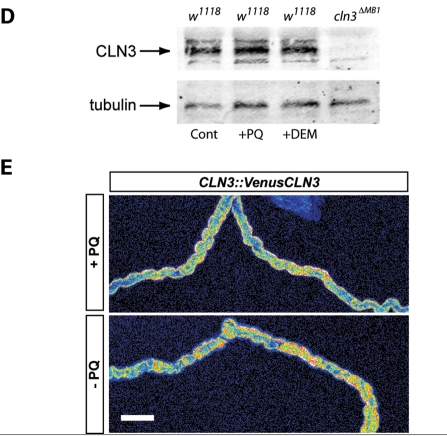 D
w1118 w1118 w1118 cln3ΔMB1
CLN3
tubulin
Cont +PQ +DEM
E
CLN3::VenusCLN3
+ PQ
- PQ